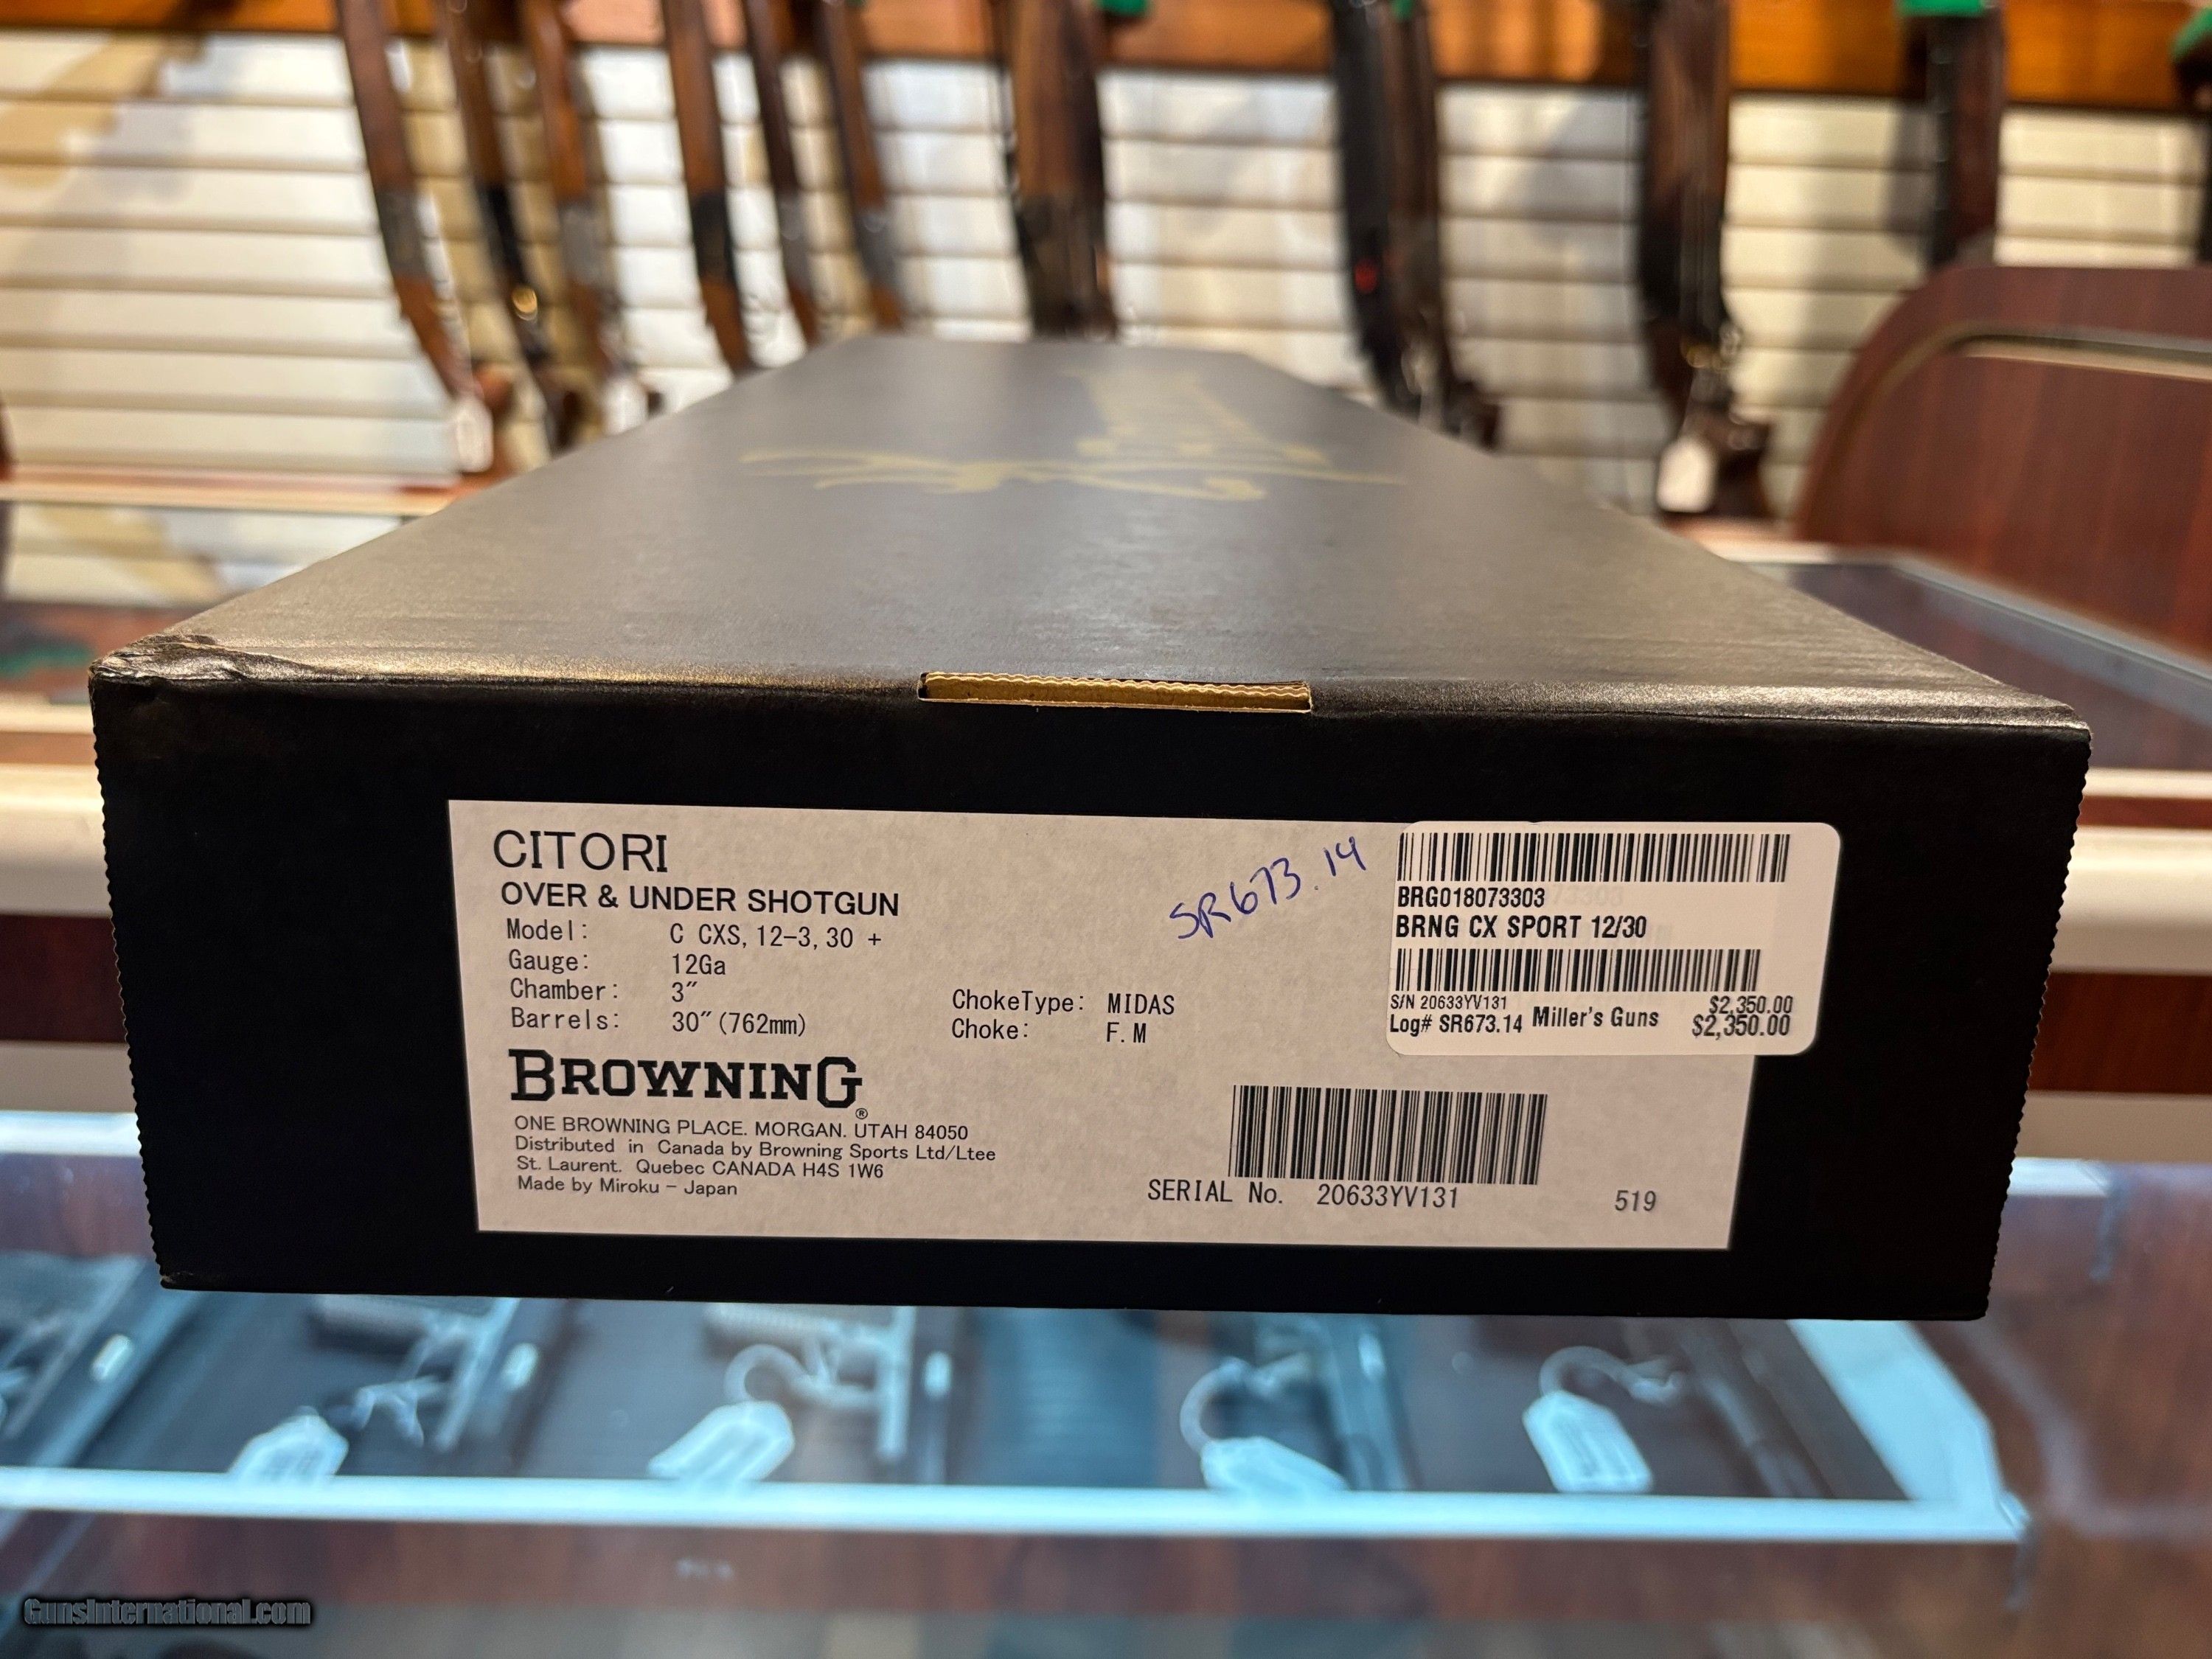 CITORI
OVER & UNDER SHOTGUN
Model: C CXS, 12-3, 30 +
Gauge: 12Ga
Chamber: 3"
Barrels: 30" (762mm)
ChokeType: MIDAS
Choke: F. M
BROWNING®
ONE BROWNING PLACE. MORGAN. UTAH 84050
Distributed in Canada by Browning Sports Ltd/Ltee
St. Laurent. Quebec CANADA H4S 1W6
Made by Miroku - Japan
SR673.14
BRG018073303
BRNG CX SPORT 12/30
S/N 20633YV131 $2,350.00
Log# SR673.14 Miller's Guns $2,350.00
SERIAL No. 20633YV131
519
GunsInternational.com